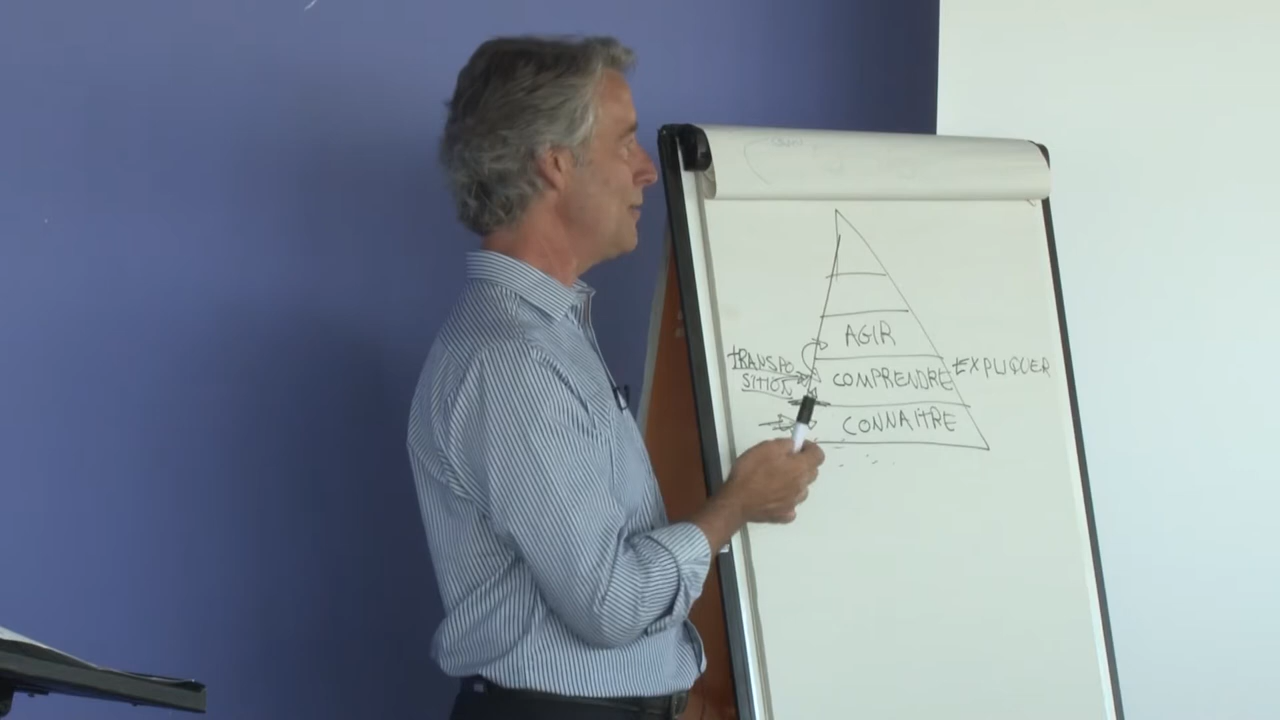 AGIR
TRANSPO
SITION
COMPRENDRE EXPLIQUER
CONNAITRE